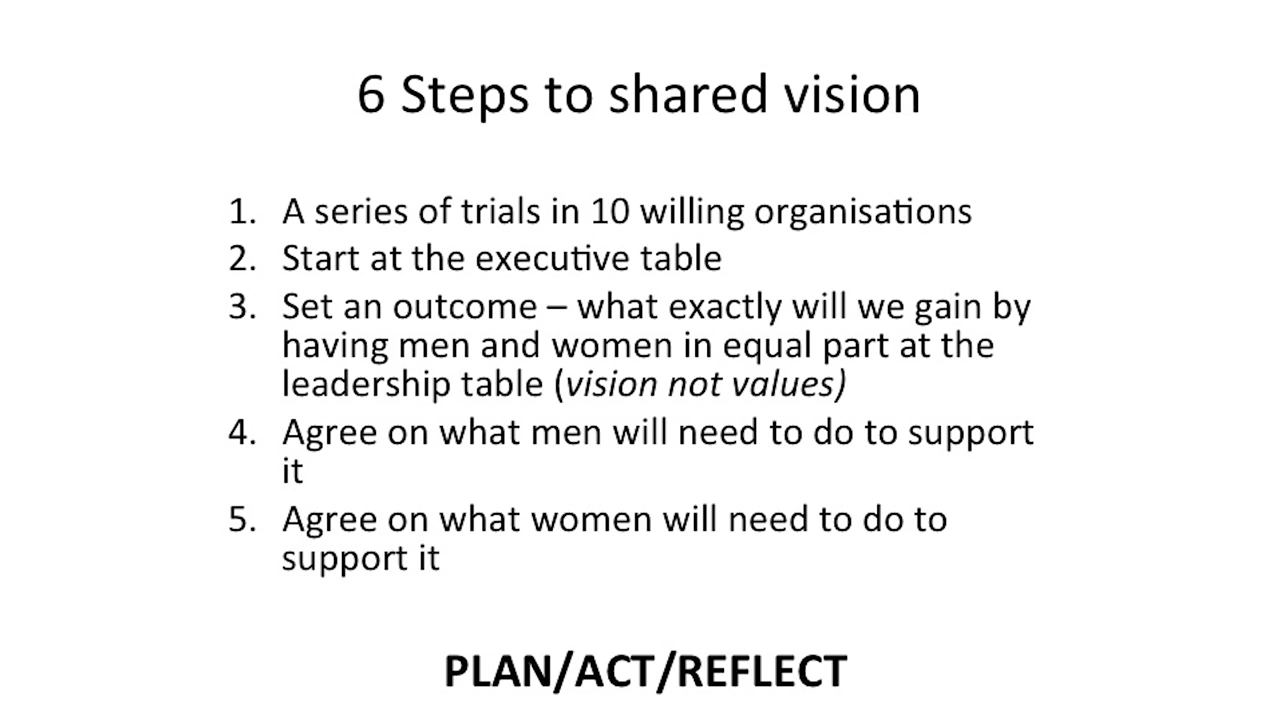 6 Steps to shared vision
1. A series of trials in 10 willing organisations
2. Start at the executive table
3. Set an outcome – what exactly will we gain by
having men and women in equal part at the
leadership table (vision not values)
4. Agree on what men will need to do to support
it
5. Agree on what women will need to do to
support it
PLAN/ACT/REFLECT